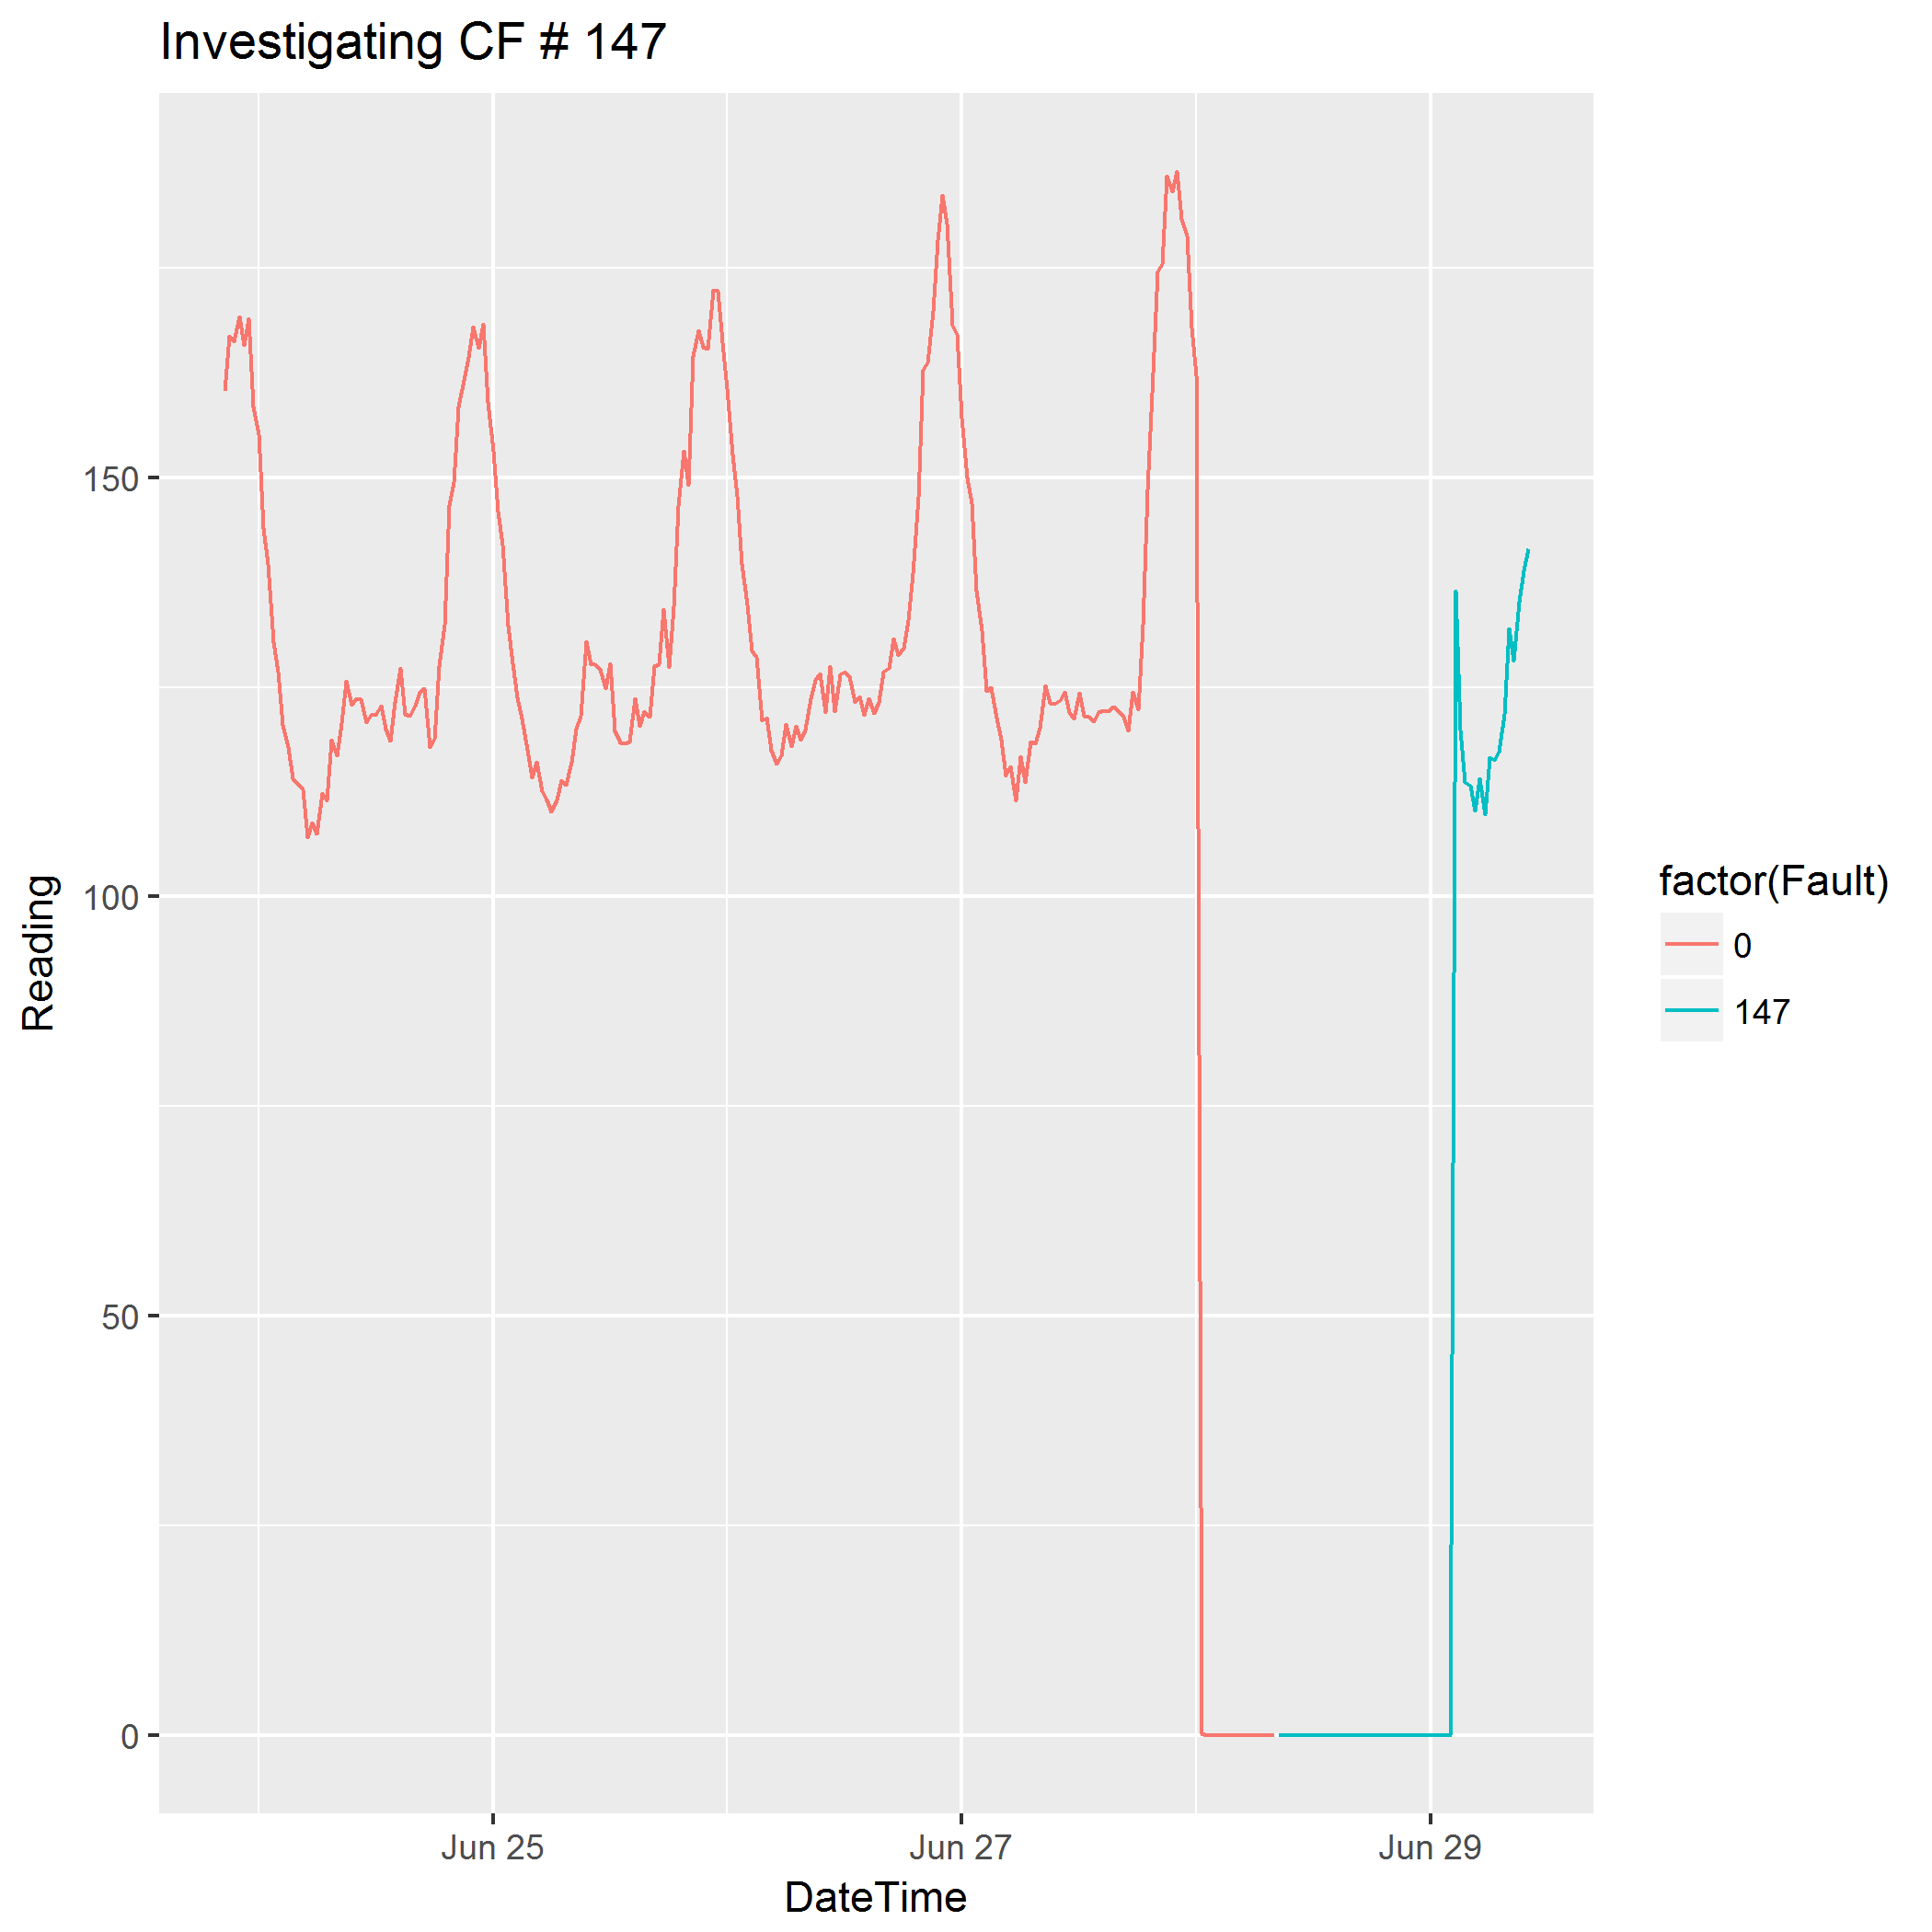 Investigating CF # 147
150
100
50
0
Reading
Jun 25
Jun 27
Jun 29
DateTime
factor(Fault)
0
147